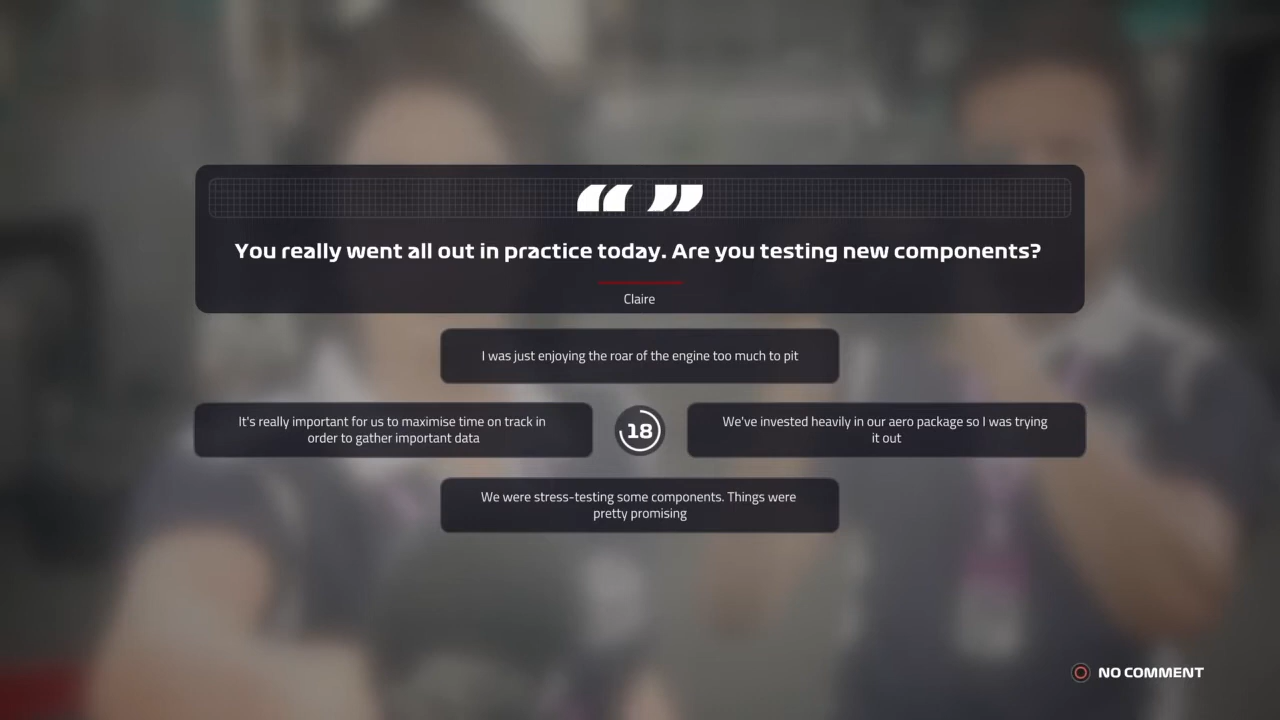 You really went all out in practice today. Are you testing new components?
Claire
I was just enjoying the roar of the engine too much to pit
It's really important for us to maximise time on track in
order to gather important data
18
We've invested heavily in our aero package so I was trying
it out
We were stress-testing some components. Things were
pretty promising
NO COMMENT